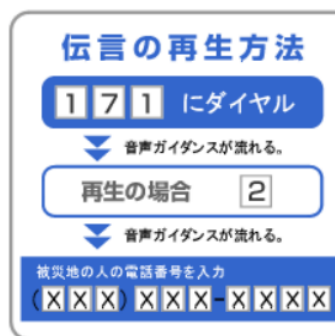 伝言の再生方法
171 にダイヤル
音声ガイダンスが流れる。
再生の場合 2
音声ガイダンスが流れる。
被災地の人の電話番号を入力
(XXX)XXX-XXXX